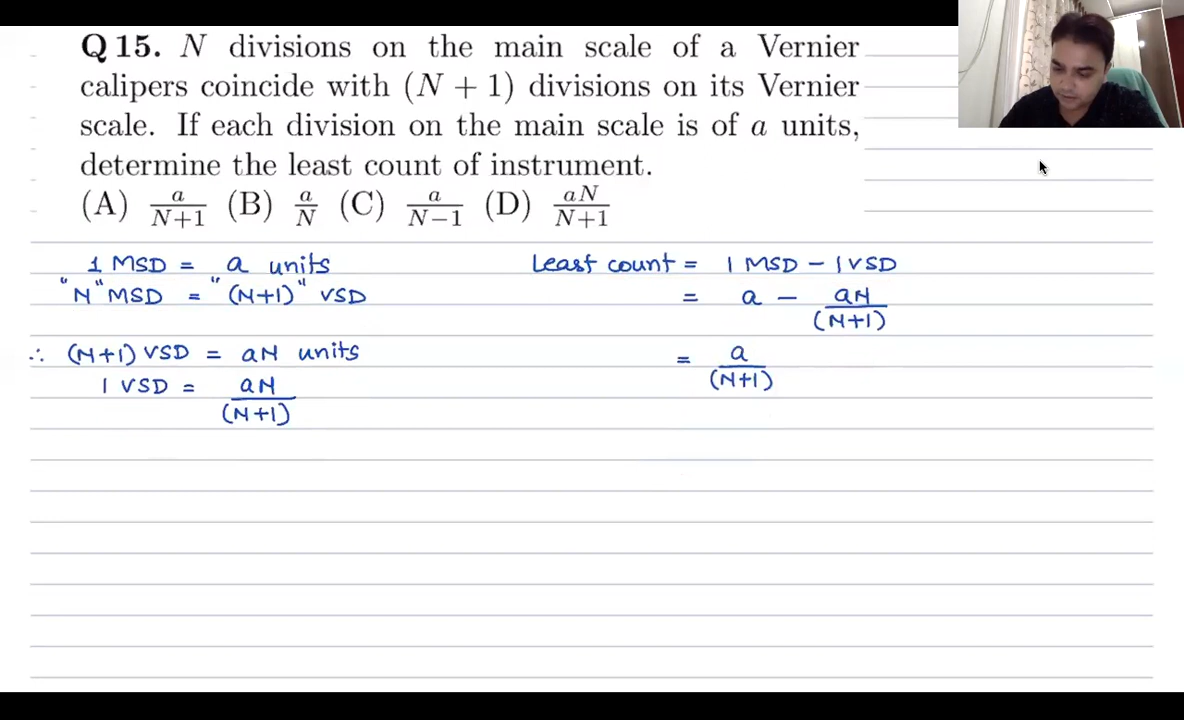 Q 15. N divisions on the main scale of a Vernier
calipers coincide with (N + 1) divisions on its Vernier
scale. If each division on the main scale is of a units,
determine the least count of instrument.
(A) a/(N+1) (B) a/N (C) a/(N−1) (D) aN/(N+1)
1 MSD = a units
"N" MSD = "(N+1)" VSD
∴ (N+1) VSD = aN units
1 VSD = aN/(N+1)
Least count = 1 MSD − 1 VSD
= a − aN/(N+1)
= a/(N+1)